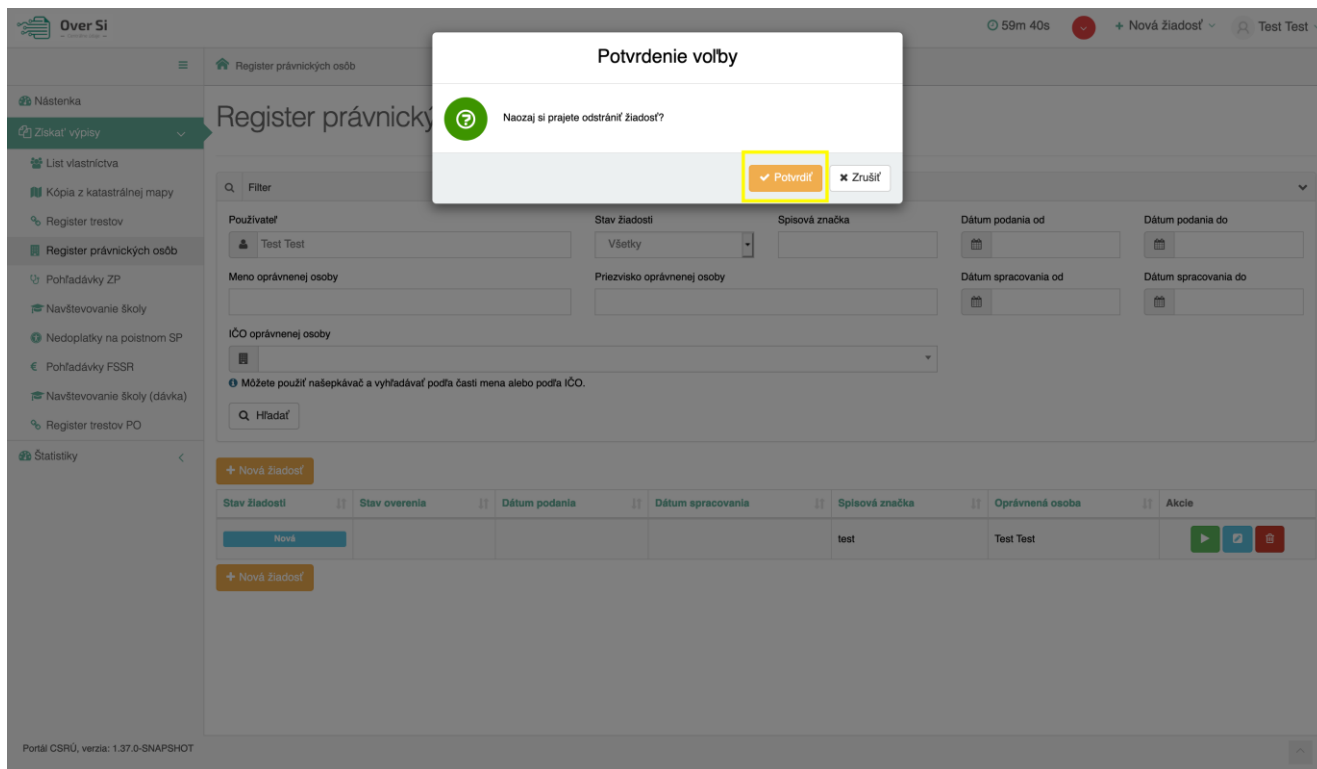 Over Si
59m 40s
+ Nová žiadosť
Test Test
Potvrdenie voľby
Naozaj si prajete odstrániť žiadosť?
Potvrdiť
Zrušiť
Register právnických osôb
Register právnický
Nástenka
Získať výpisy
List vlastníctva
Kópia z katastrálnej mapy
Register trestov
Register právnických osôb
Pohľadávky ZP
Navštevovanie školy
Nedoplatky na poistnom SP
Pohľadávky FSSR
Navštevovanie školy (dávka)
Register trestov PO
Štatistiky
Filter
Používateľ
Stav žiadosti
Spisová značka
Dátum podania od
Dátum podania do
Test Test
Všetky
Meno oprávnenej osoby
Priezvisko oprávnenej osoby
Dátum spracovania od
Dátum spracovania do
IČO oprávnenej osoby
Môžete použiť našepkávač a vyhľadávať podľa časti mena alebo podľa IČO.
Hľadať
+ Nová žiadosť
Stav žiadosti
Stav overenia
Dátum podania
Dátum spracovania
Spisová značka
Oprávnená osoba
Akcie
Nová
test
Test Test
+ Nová žiadosť
Portál CSRÚ, verzia: 1.37.0-SNAPSHOT